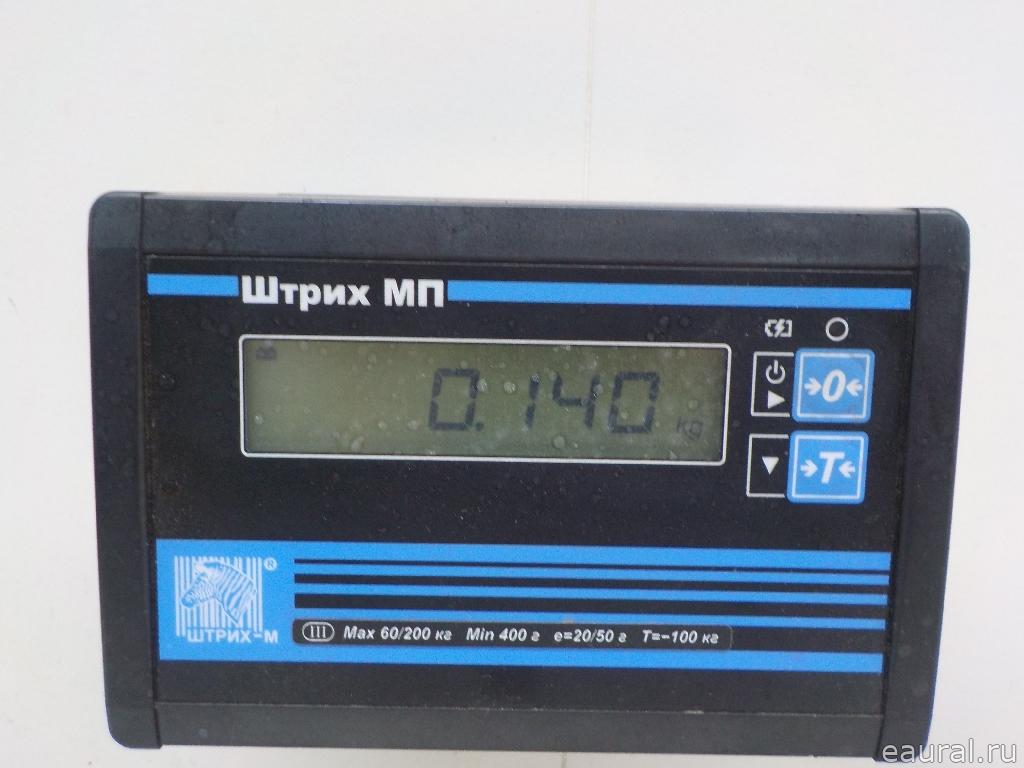 Штрих МП
0.140 kg
→0←
→T←
ШТРИХ-М ®
III Max 60/200 кг Min 400 г e=20/50 г T=-100 кг
eaural.ru